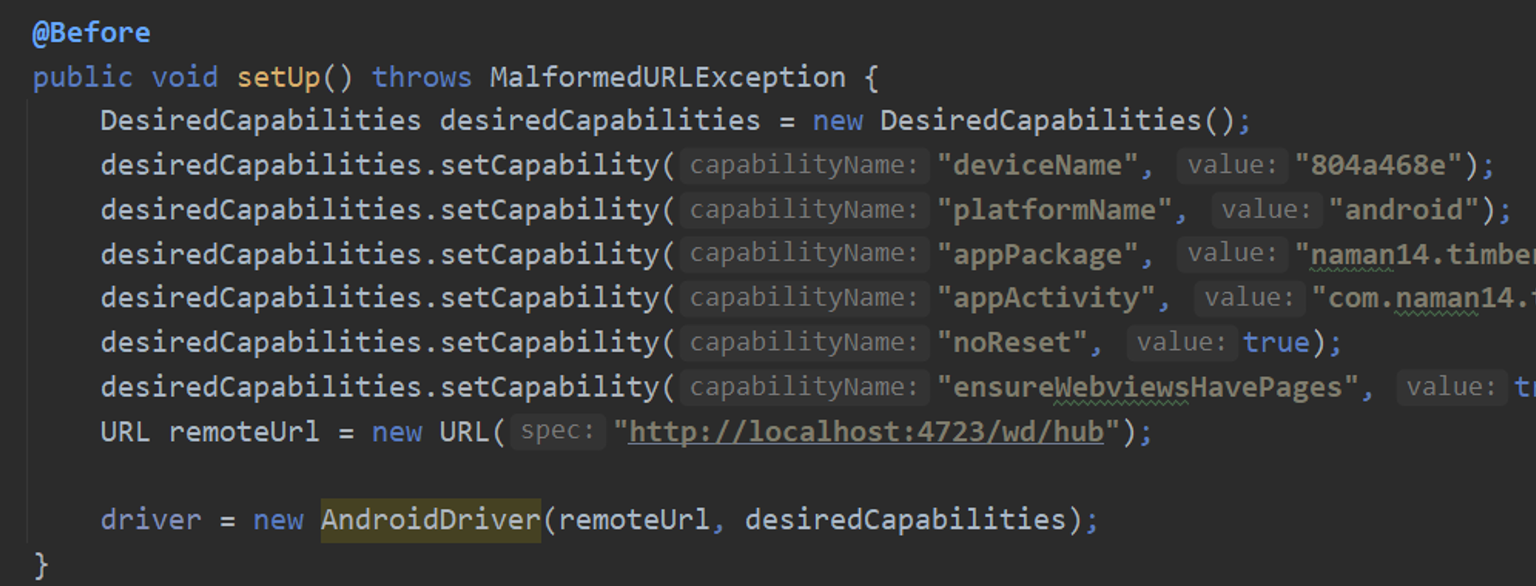 @Before
public void setUp() throws MalformedURLException {
DesiredCapabilities desiredCapabilities = new DesiredCapabilities();
desiredCapabilities.setCapability( capabilityName: "deviceName", value: "804a468e");
desiredCapabilities.setCapability( capabilityName: "platformName", value: "android");
desiredCapabilities.setCapability( capabilityName: "appPackage", value: "naman14.timber
desiredCapabilities.setCapability( capabilityName: "appActivity", value: "com.naman14.t
desiredCapabilities.setCapability( capabilityName: "noReset", value: true);
desiredCapabilities.setCapability( capabilityName: "ensureWebviewsHavePages", value: tr
URL remoteUrl = new URL( spec: "http://localhost:4723/wd/hub");
driver = new AndroidDriver(remoteUrl, desiredCapabilities);
}